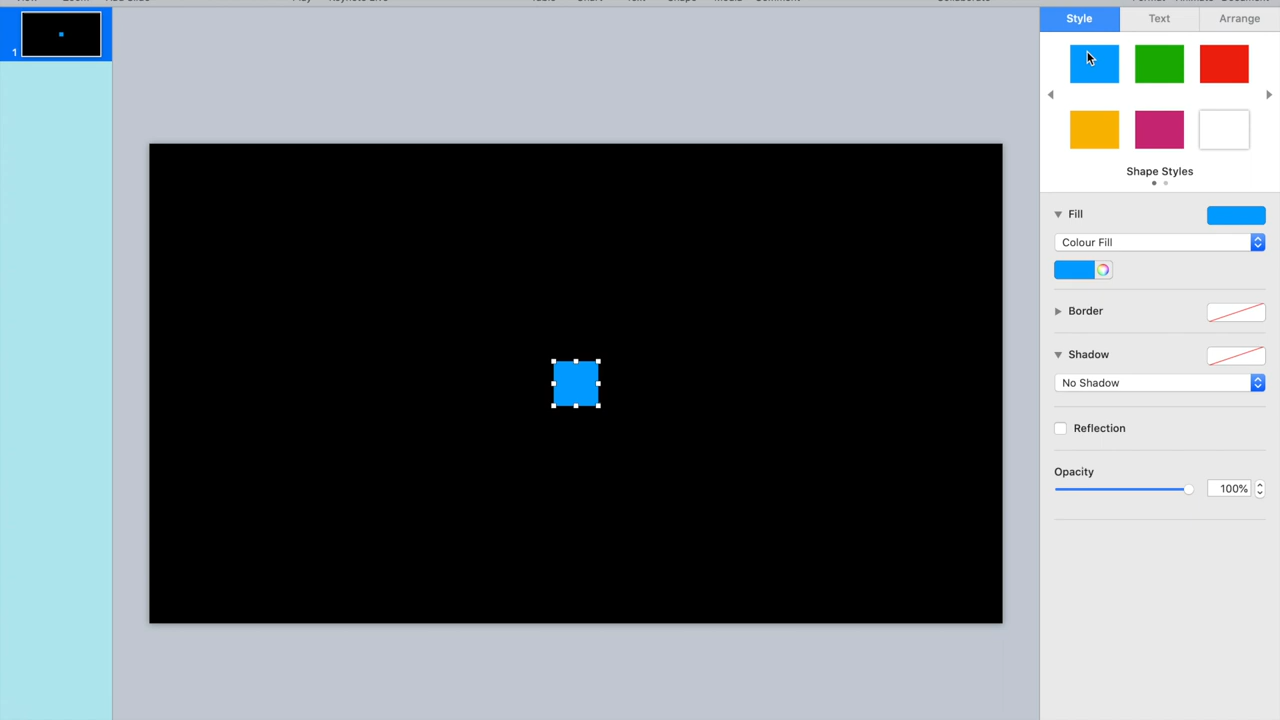 Style
Text
Arrange
1
Shape Styles
Fill
Colour Fill
Border
Shadow
No Shadow
Reflection
Opacity
100%